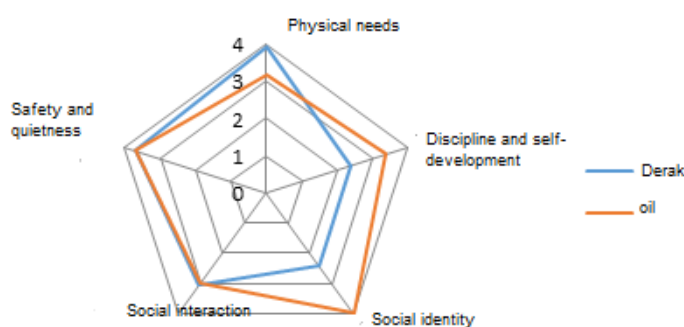 Physical needs
4
3
2
1
0
Safety and
quietness
Discipline and self-
development
Derak
oil
Social interaction
Social identity